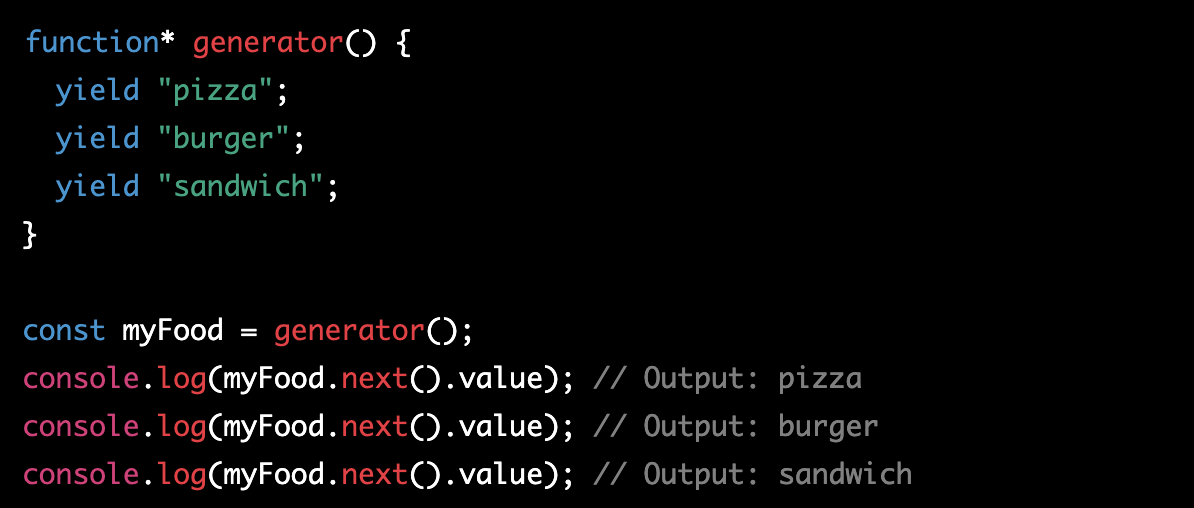 function* generator() {
  yield "pizza";
  yield "burger";
  yield "sandwich";
}
const myFood = generator();
console.log(myFood.next().value); // Output: pizza
console.log(myFood.next().value); // Output: burger
console.log(myFood.next().value); // Output: sandwich